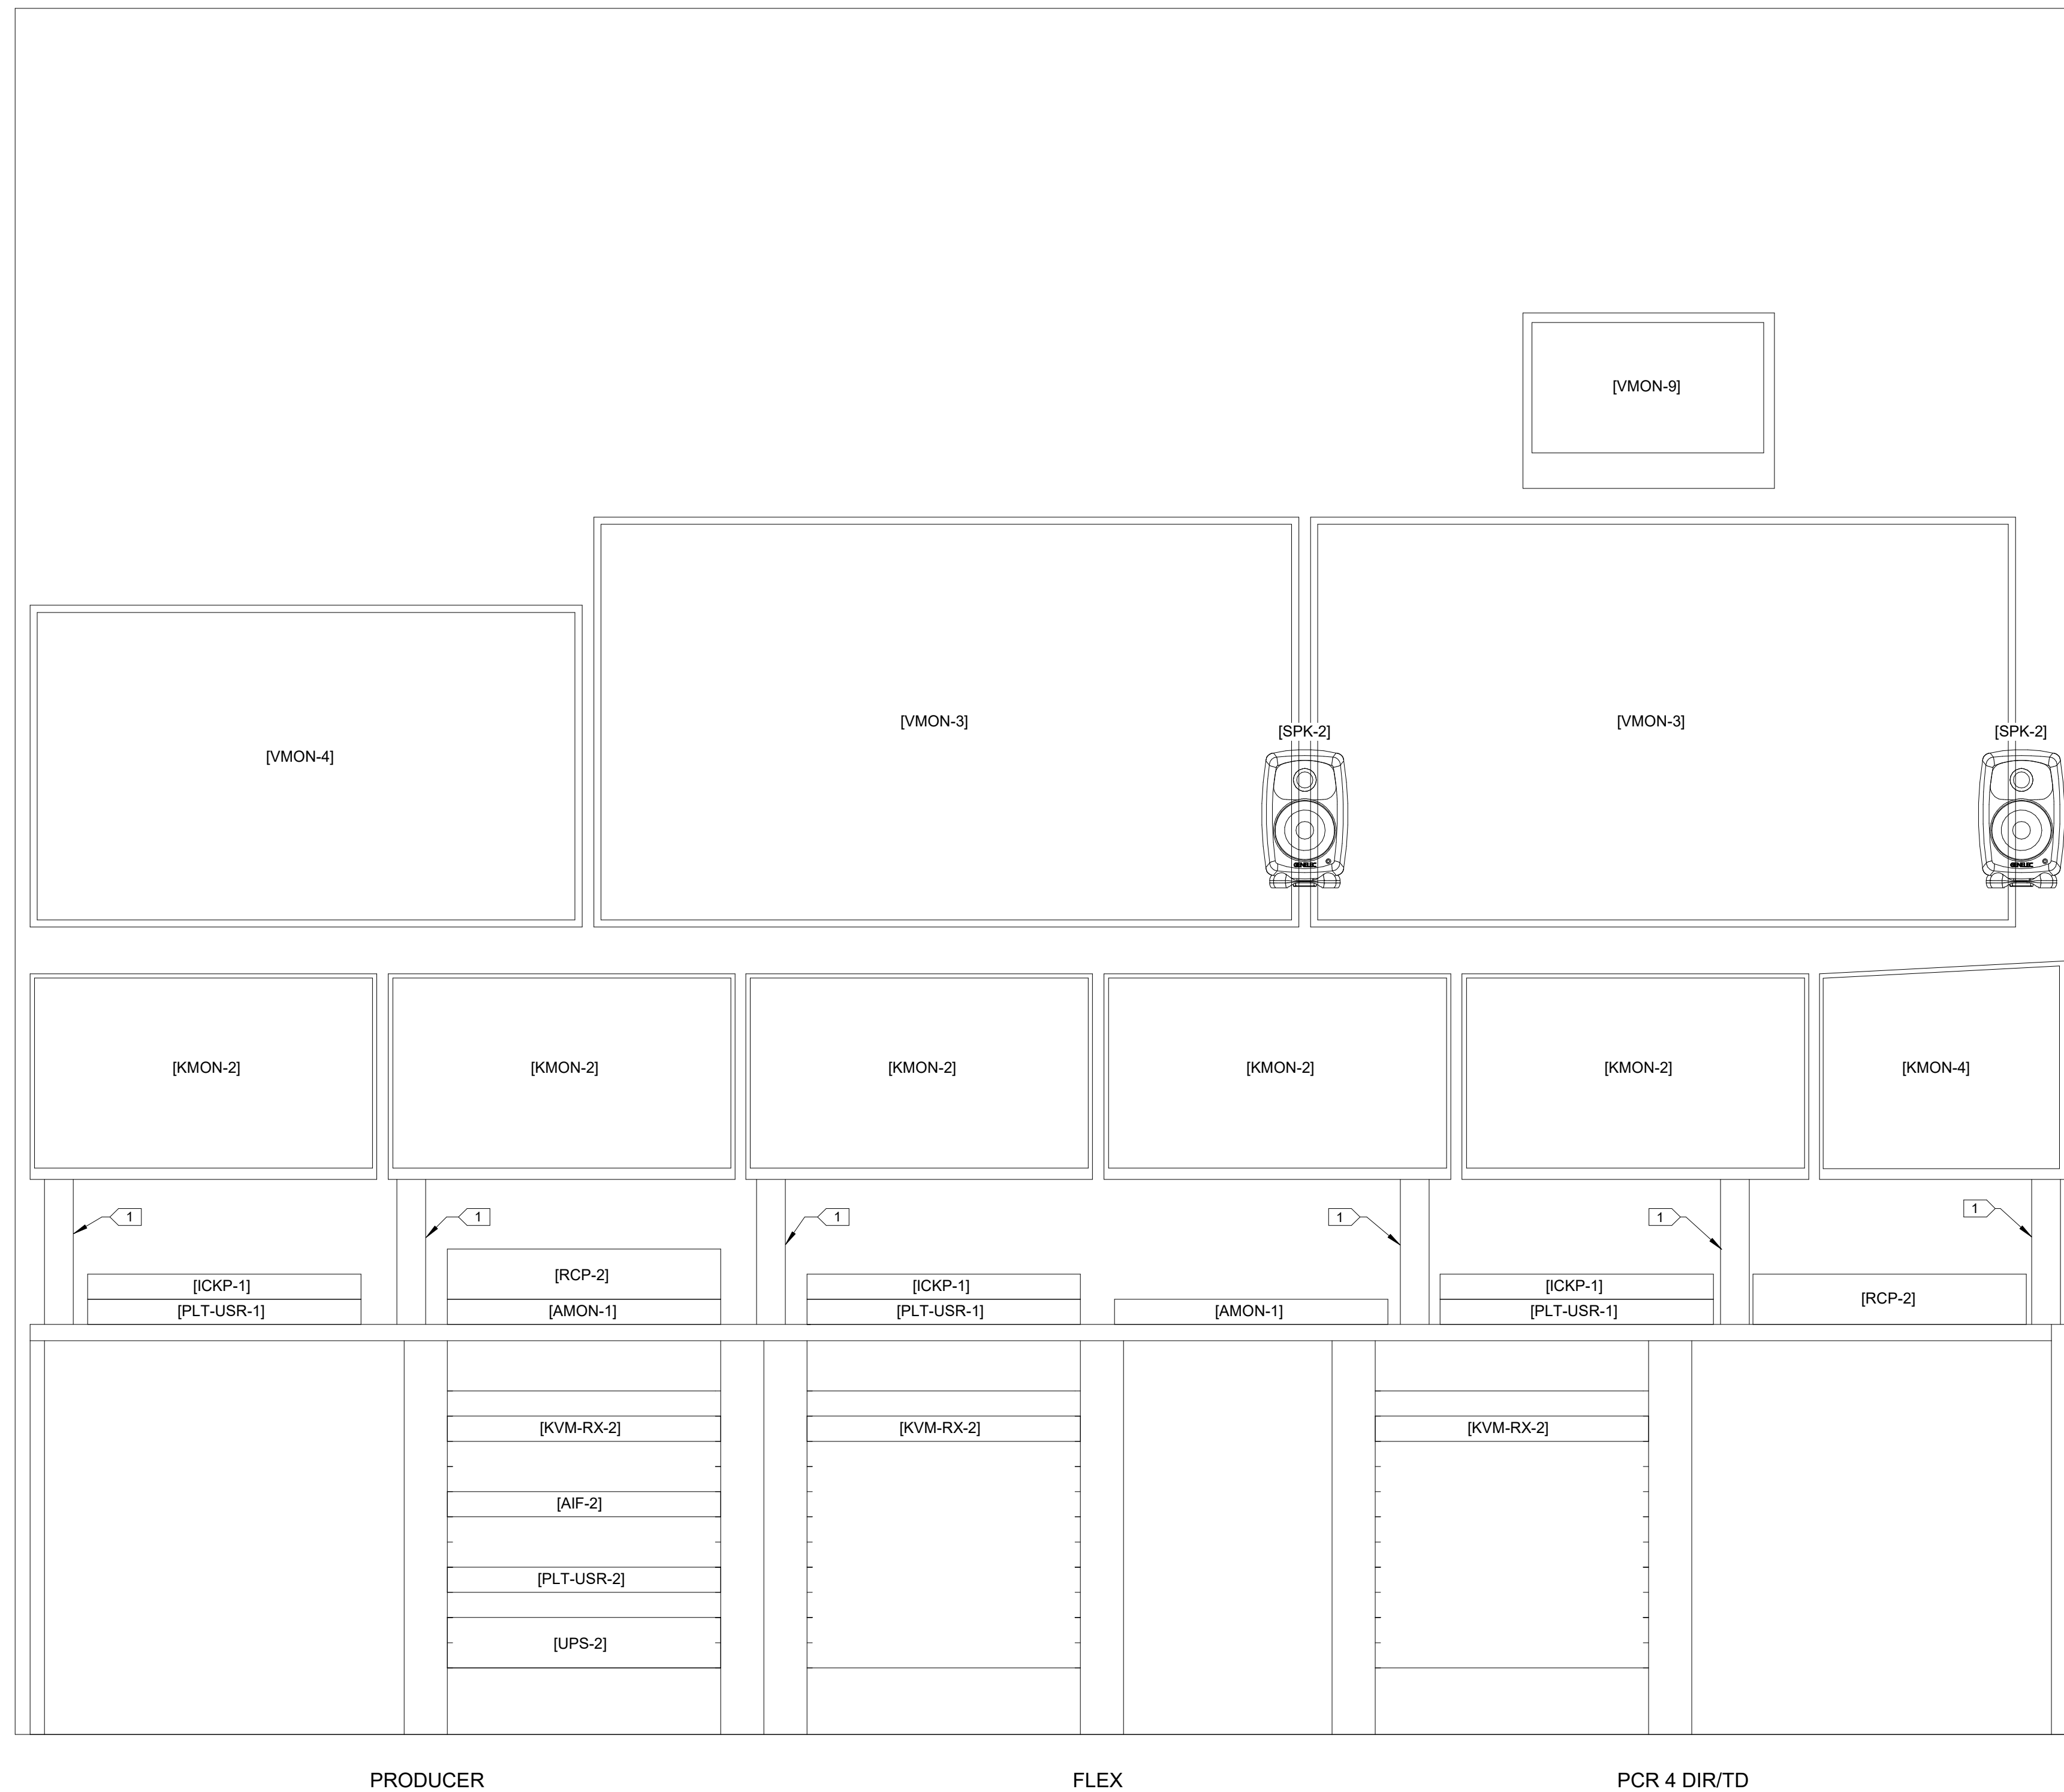 [VMON-9]
[VMON-3]
[VMON-3]
[SPK-2]
[SPK-2]
[VMON-4]
GENELEC
GENELEC
[KMON-2]
[KMON-2]
[KMON-2]
[KMON-2]
[KMON-2]
[KMON-4]
1
1
1
1
1
1
[RCP-2]
[ICKP-1]
[ICKP-1]
[ICKP-1]
[RCP-2]
[PLT-USR-1]
[AMON-1]
[PLT-USR-1]
[AMON-1]
[PLT-USR-1]
[KVM-RX-2]
[KVM-RX-2]
[KVM-RX-2]
[AIF-2]
[PLT-USR-2]
[UPS-2]
PRODUCER
FLEX
PCR 4 DIR/TD